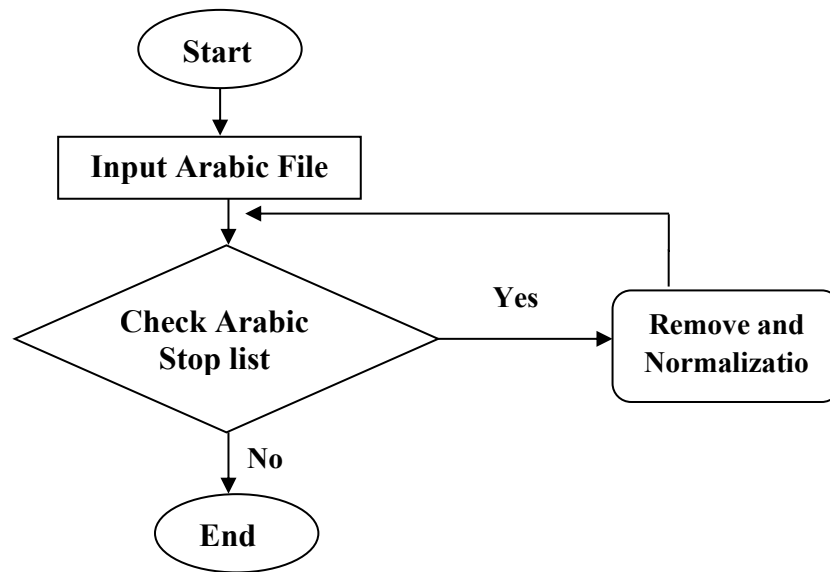 Start
Input Arabic File
Yes
Check Arabic
Stop list
Remove and
Normalizatio
No
End